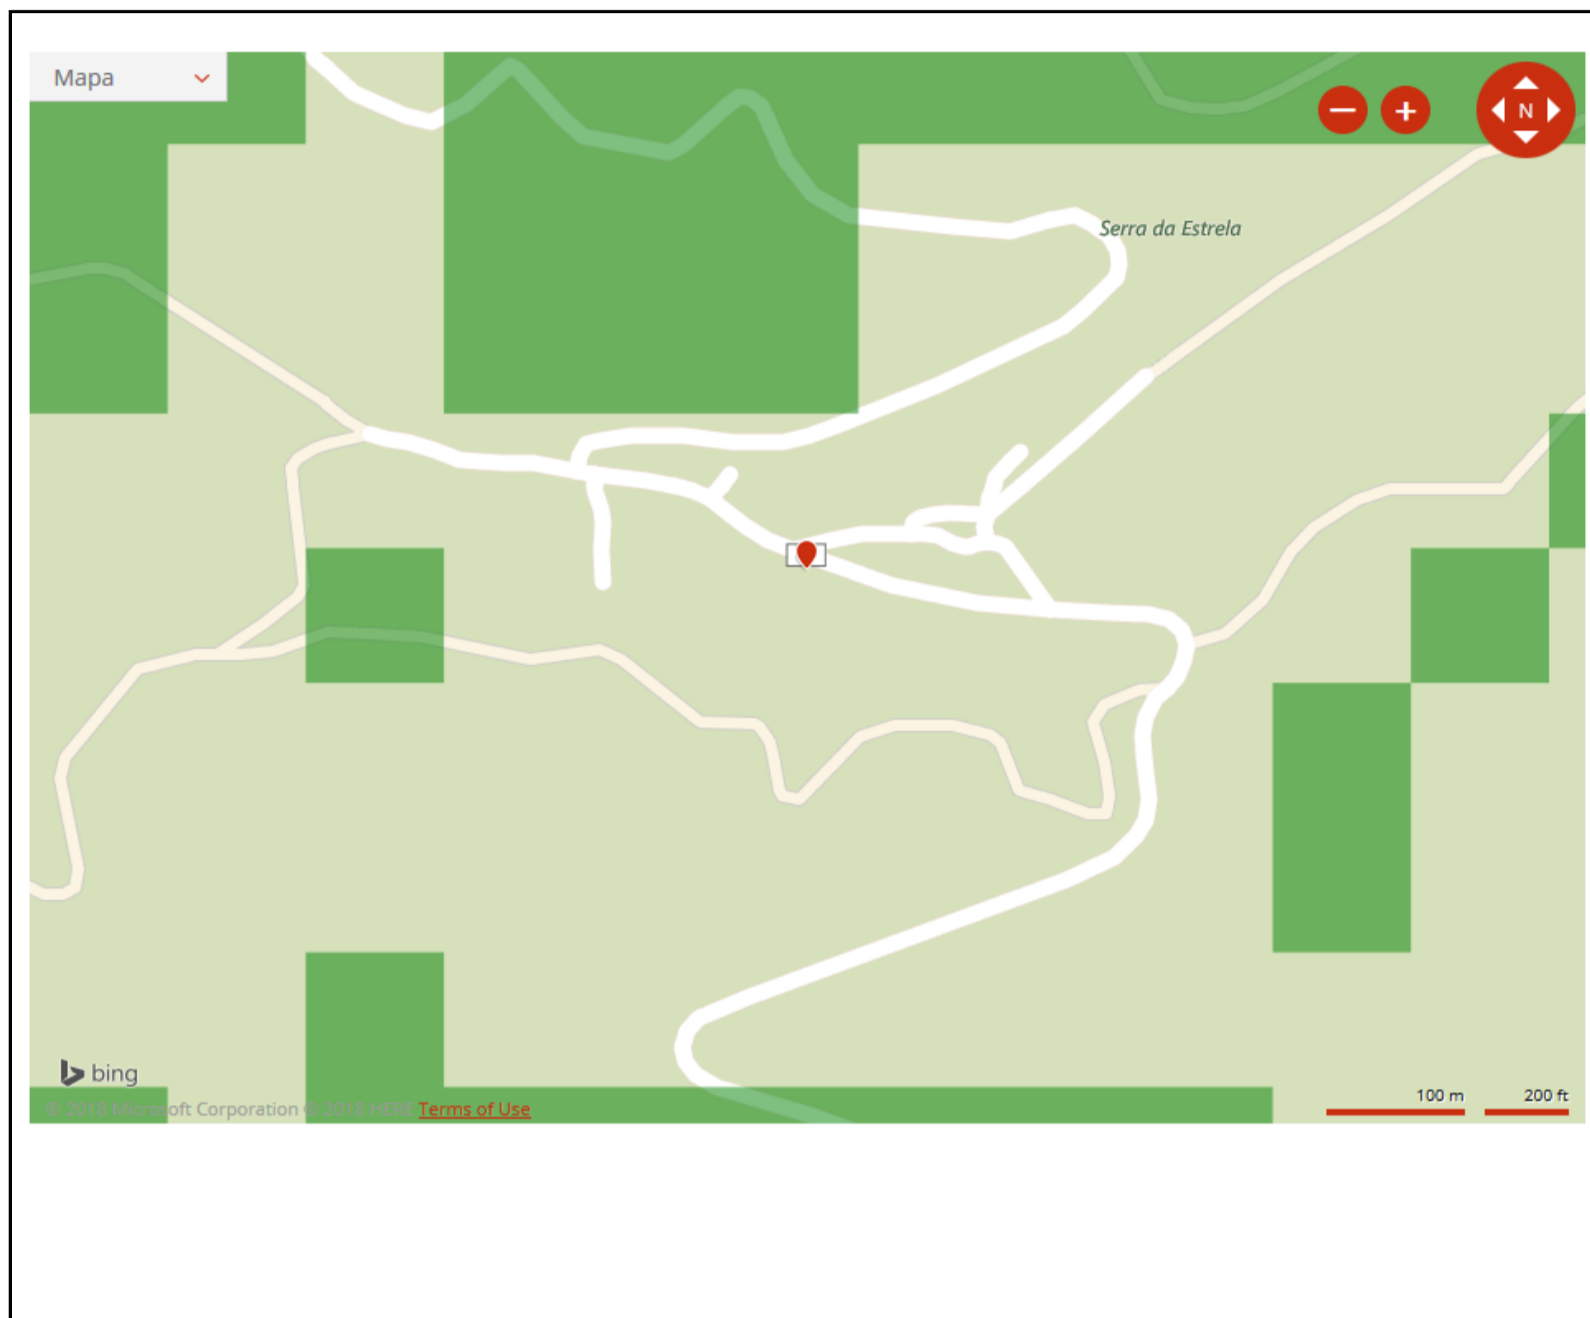 Mapa
N
Serra da Estrela
bing
© 2018 Microsoft Corporation © 2018 HERE Terms of Use
100 m 200 ft